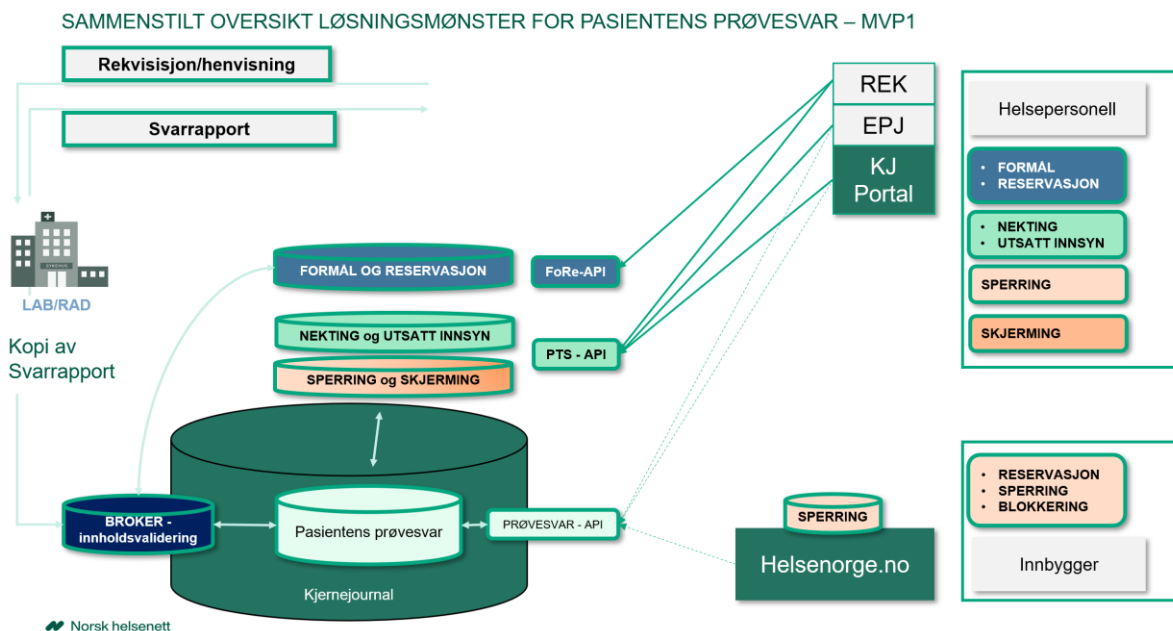 SAMMENSTILT OVERSIKT LØSNINGSMØNSTER FOR PASIENTENS PRØVESVAR – MVP1
Rekvisisjon/henvisning
Svarrapport
LAB/RAD
Kopi av
Svarrapport
FORMÅL OG RESERVASJON
FoRe-API
NEKTING og UTSATT INNSYN
PTS - API
SPERRING og SKJERMING
BROKER -
innholdsvalidering
Pasientens prøvesvar
PRØVESVAR - API
Kjernejournal
REK
EPJ
KJ
Portal
SPERRING
Helsenorge.no
Helsepersonell
• FORMÅL
• RESERVASJON
• NEKTING
• UTSATT INNSYN
SPERRING
SKJERMING
• RESERVASJON
• SPERRING
• BLOKKERING
Innbygger
Norsk helsenett